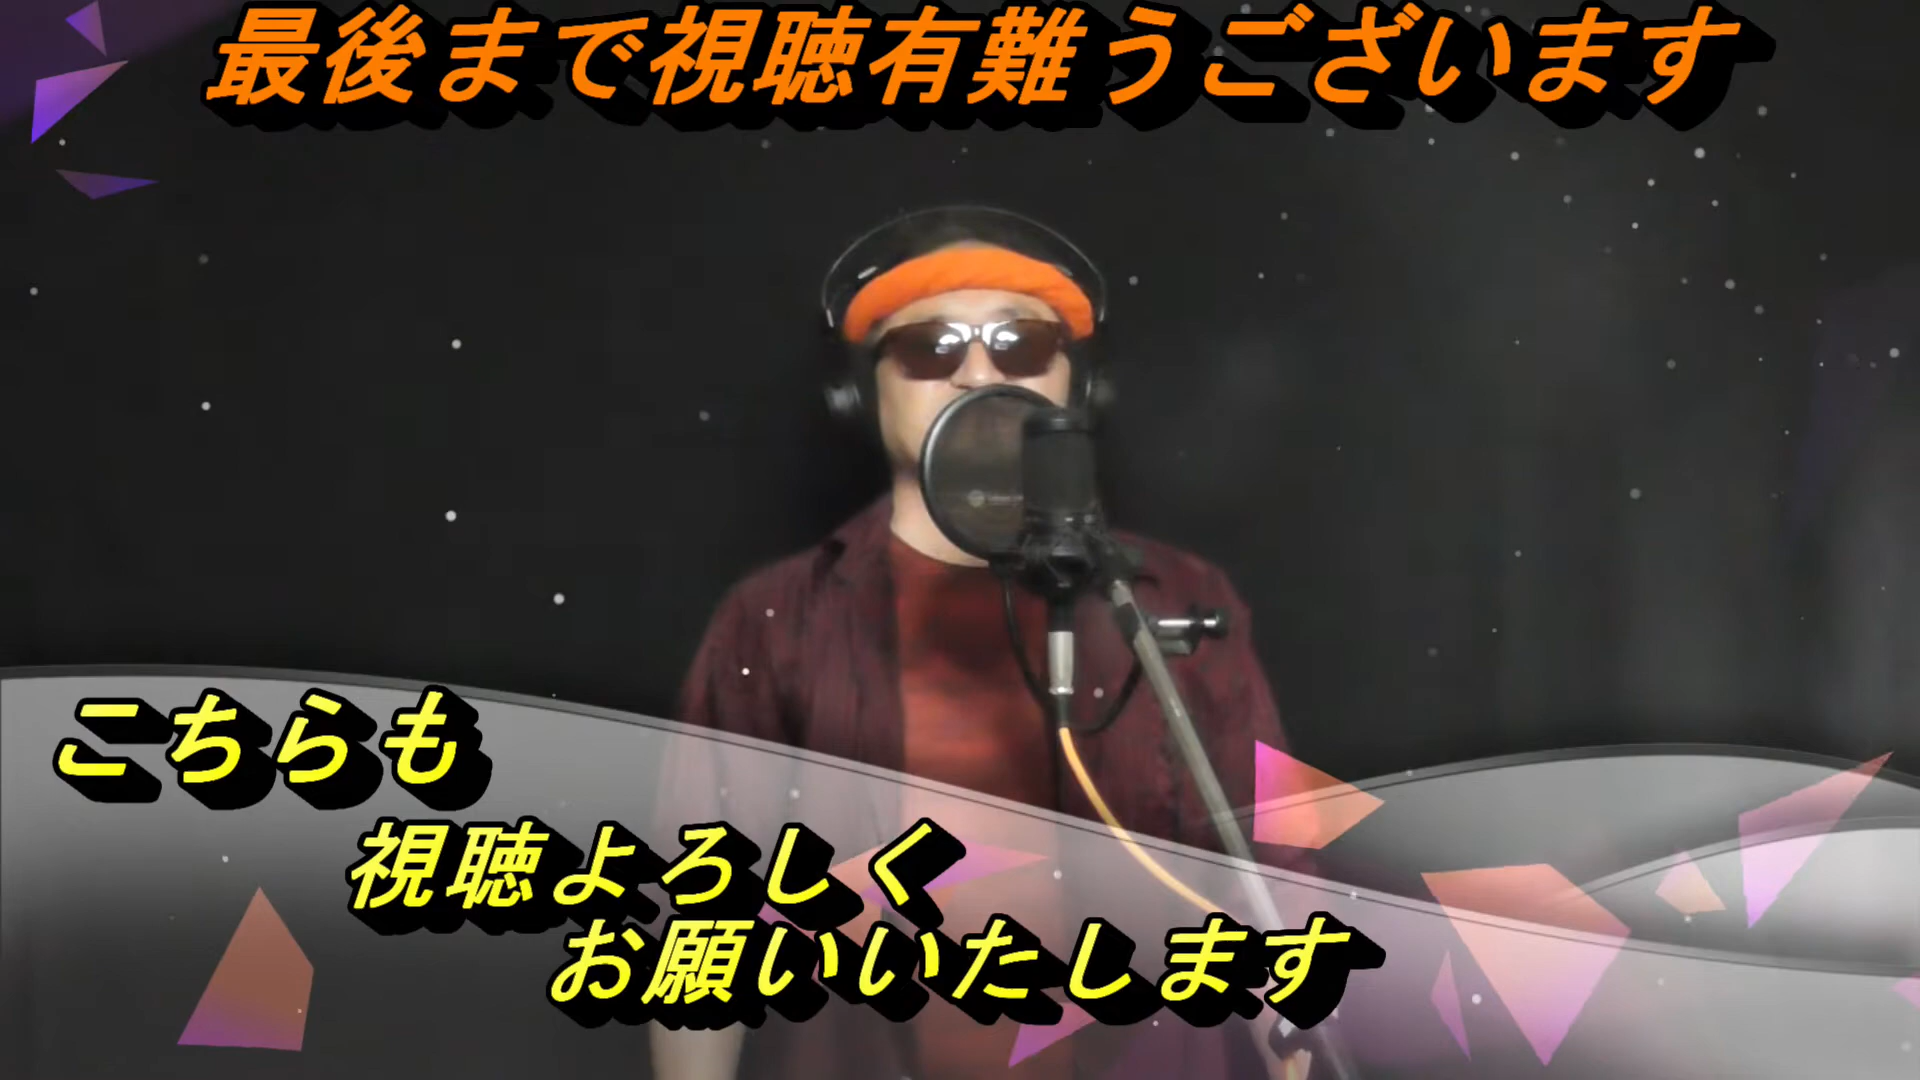 最後まで視聴有難うございます
こちらも
視聴よろしく
お願いいたします